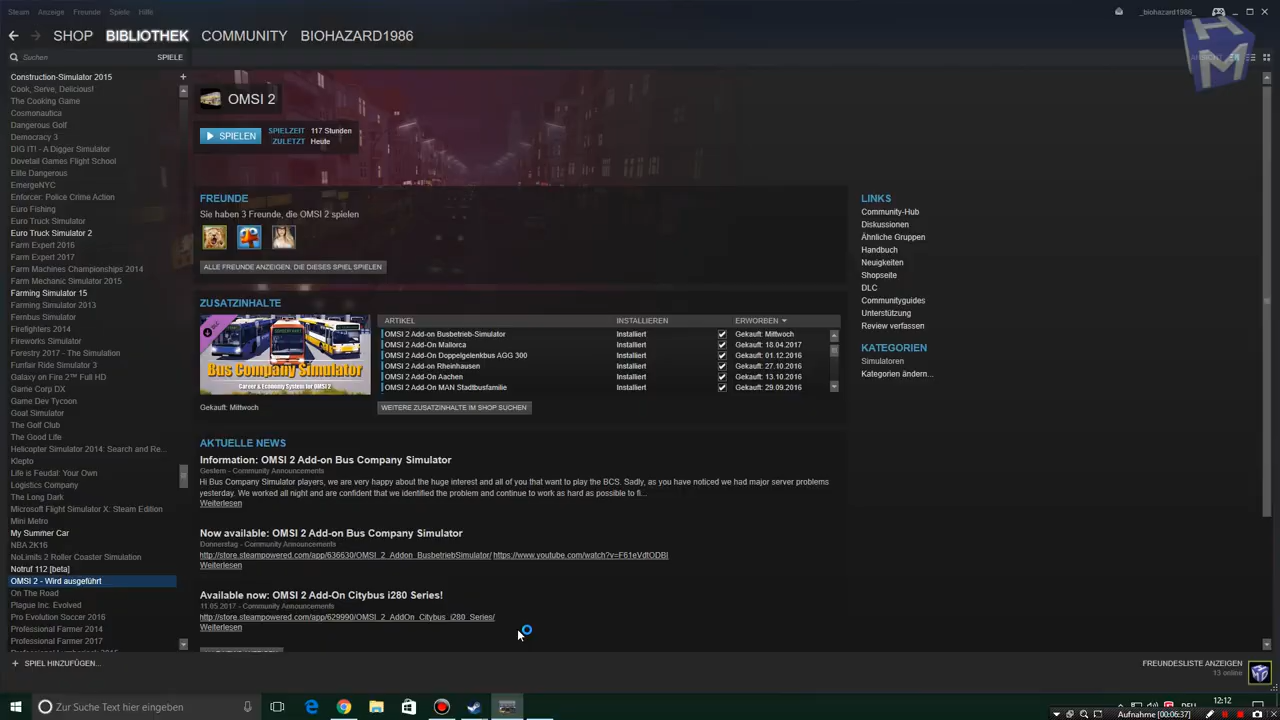 Steam Anzeige Freunde Spiele Hilfe
_biohazard1986_
SHOP BIBLIOTHEK COMMUNITY BIOHAZARD1986
Suchen SPIELE
Construction-Simulator 2015 +
Cook, Serve, Delicious!
The Cooking Game
Cosmonautica
Dangerous Golf
Democracy 3
DIG IT! - A Digger Simulator
Dovetail Games Flight School
Elite Dangerous
EmergeNYC
Enforcer: Police Crime Action
Euro Fishing
Euro Truck Simulator
Euro Truck Simulator 2
Farm Expert 2016
Farm Expert 2017
Farm Machines Championships 2014
Farm Mechanic Simulator 2015
Farming Simulator 15
Farming Simulator 2013
Fernbus Simulator
Firefighters 2014
Fireworks Simulator
Forestry 2017 - The Simulation
Funfair Ride Simulator 3
Galaxy on Fire 2™ Full HD
Game Corp DX
Game Dev Tycoon
Goat Simulator
The Golf Club
The Good Life
Helicopter Simulator 2014: Search and Re...
Klepto
Life is Feudal: Your Own
Logistics Company
The Long Dark
Microsoft Flight Simulator X: Steam Edition
Mini Metro
My Summer Car
NBA 2K16
NoLimits 2 Roller Coaster Simulation
Notruf 112 [beta]
OMSI 2 - Wird ausgeführt
On The Road
Plague Inc. Evolved
Pro Evolution Soccer 2016
Professional Farmer 2014
Professional Farmer 2017
+ SPIEL HINZUFÜGEN...
OMSI 2
SPIELEN
SPIELZEIT 117 Stunden
ZULETZT Heute
FREUNDE
Sie haben 3 Freunde, die OMSI 2 spielen
ALLE FREUNDE ANZEIGEN, DIE DIESES SPIEL SPIELEN
ZUSATZINHALTE
DLC
Bus Company Simulator
Career & Economy System for OMSI 2
Gekauft: Mittwoch
ARTIKEL INSTALLIEREN ERWORBEN
OMSI 2 Add-on Busbetrieb-Simulator Installiert Gekauft: Mittwoch
OMSI 2 Add-On Mallorca Installiert Gekauft: 18.04.2017
OMSI 2 Add-On Doppelgelenkbus AGG 300 Installiert Gekauft: 01.12.2016
OMSI 2 Add-on Rheinhausen Installiert Gekauft: 27.10.2016
OMSI 2 Add-On Aachen Installiert Gekauft: 13.10.2016
OMSI 2 Add-On MAN Stadtbusfamilie Installiert Gekauft: 29.09.2016
WEITERE ZUSATZINHALTE IM SHOP SUCHEN
AKTUELLE NEWS
Information: OMSI 2 Add-on Bus Company Simulator
Gestern - Community Announcements
Hi Bus Company Simulator players, we are very happy about the huge interest and all of you that want to play the BCS. Sadly, as you have noticed we had major server problems
yesterday. We worked all night and are confident that we identified the problem and continue to work as hard as possible to fi...
Weiterlesen
Now available: OMSI 2 Add-on Bus Company Simulator
Donnerstag - Community Announcements
http://store.steampowered.com/app/636630/OMSI_2_Addon_BusbetriebSimulator/ https://www.youtube.com/watch?v=F61eVdtODBI
Weiterlesen
Available now: OMSI 2 Add-On Citybus i280 Series!
11.05.2017 - Community Announcements
http://store.steampowered.com/app/629990/OMSI_2_AddOn_Citybus_i280_Series/
Weiterlesen
LINKS
Community-Hub
Diskussionen
Ähnliche Gruppen
Handbuch
Neuigkeiten
Shopseite
DLC
Communityguides
Unterstützung
Review verfassen
KATEGORIEN
Simulatoren
Kategorien ändern...
HM
FREUNDESLISTE ANZEIGEN
13 online
Zur Suche Text hier eingeben
DEU
12:12
Aufnahme [00:06:37]